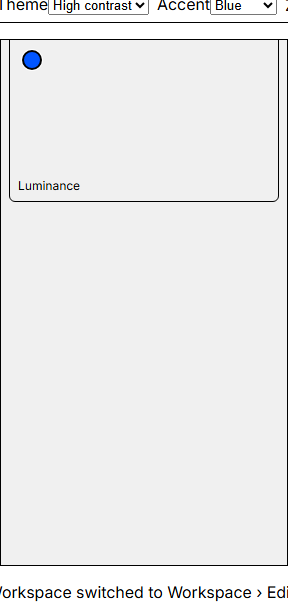 Theme High contrast Accent Blue
Luminance
Workspace switched to Workspace › Edi